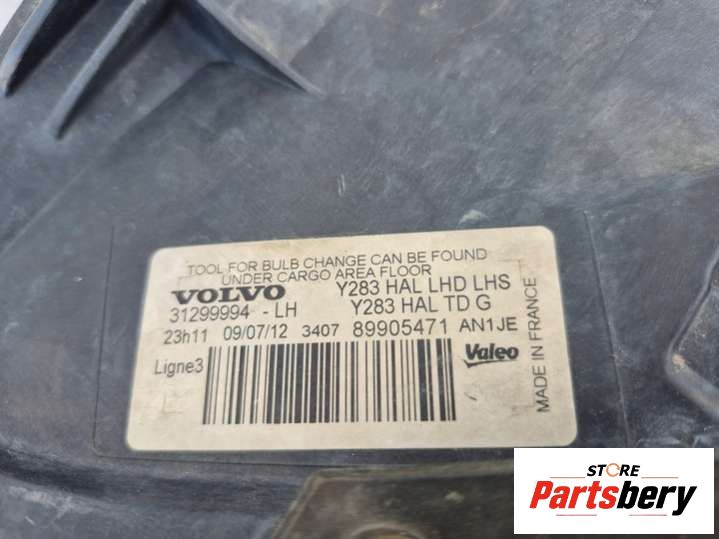 TOOL FOR BULB CHANGE CAN BE FOUND
UNDER CARGO AREA FLOOR
VOLVO Y283 HAL LHD LHS
31299994 - LH Y283 HAL TD G
23h11 09/07/12 3407 89905471 AN1JE
Ligne3 Valeo
MADE IN FRANCE
STORE
Partsbery